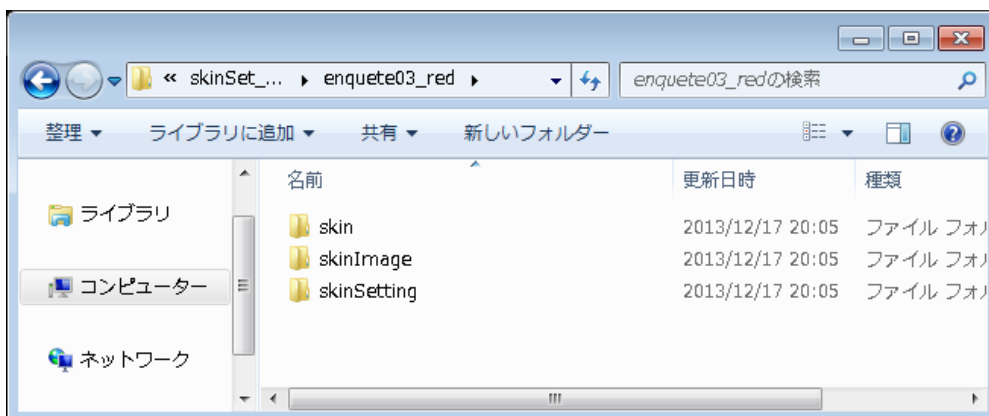 « skinSet_... ▸ enquete03_red ▸ enquete03_redの検索
整理 ▼ ライブラリに追加 ▼ 共有 ▼ 新しいフォルダー
名前 更新日時 種類
ライブラリ
skin 2013/12/17 20:05 ファイル フォ
skinImage 2013/12/17 20:05 ファイル フォ
コンピューター
skinSetting 2013/12/17 20:05 ファイル フォ
ネットワーク